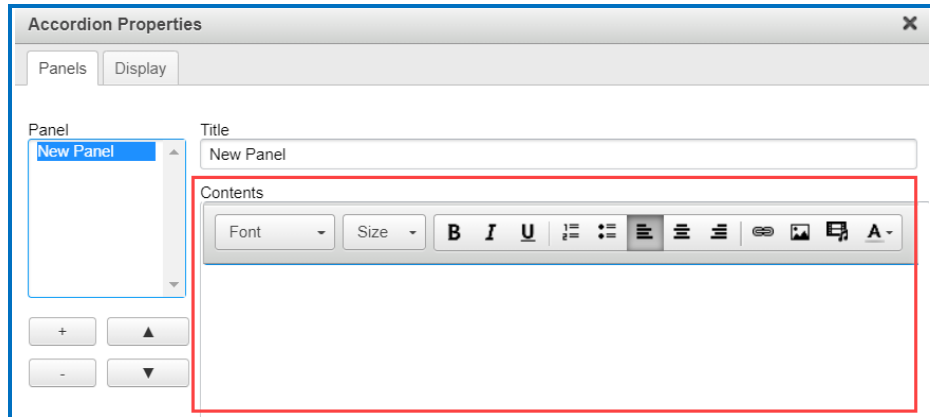 Accordion Properties
Panels Display
Panel Title
New Panel New Panel
Contents
Font Size B I U A
+ ▲
- ▼